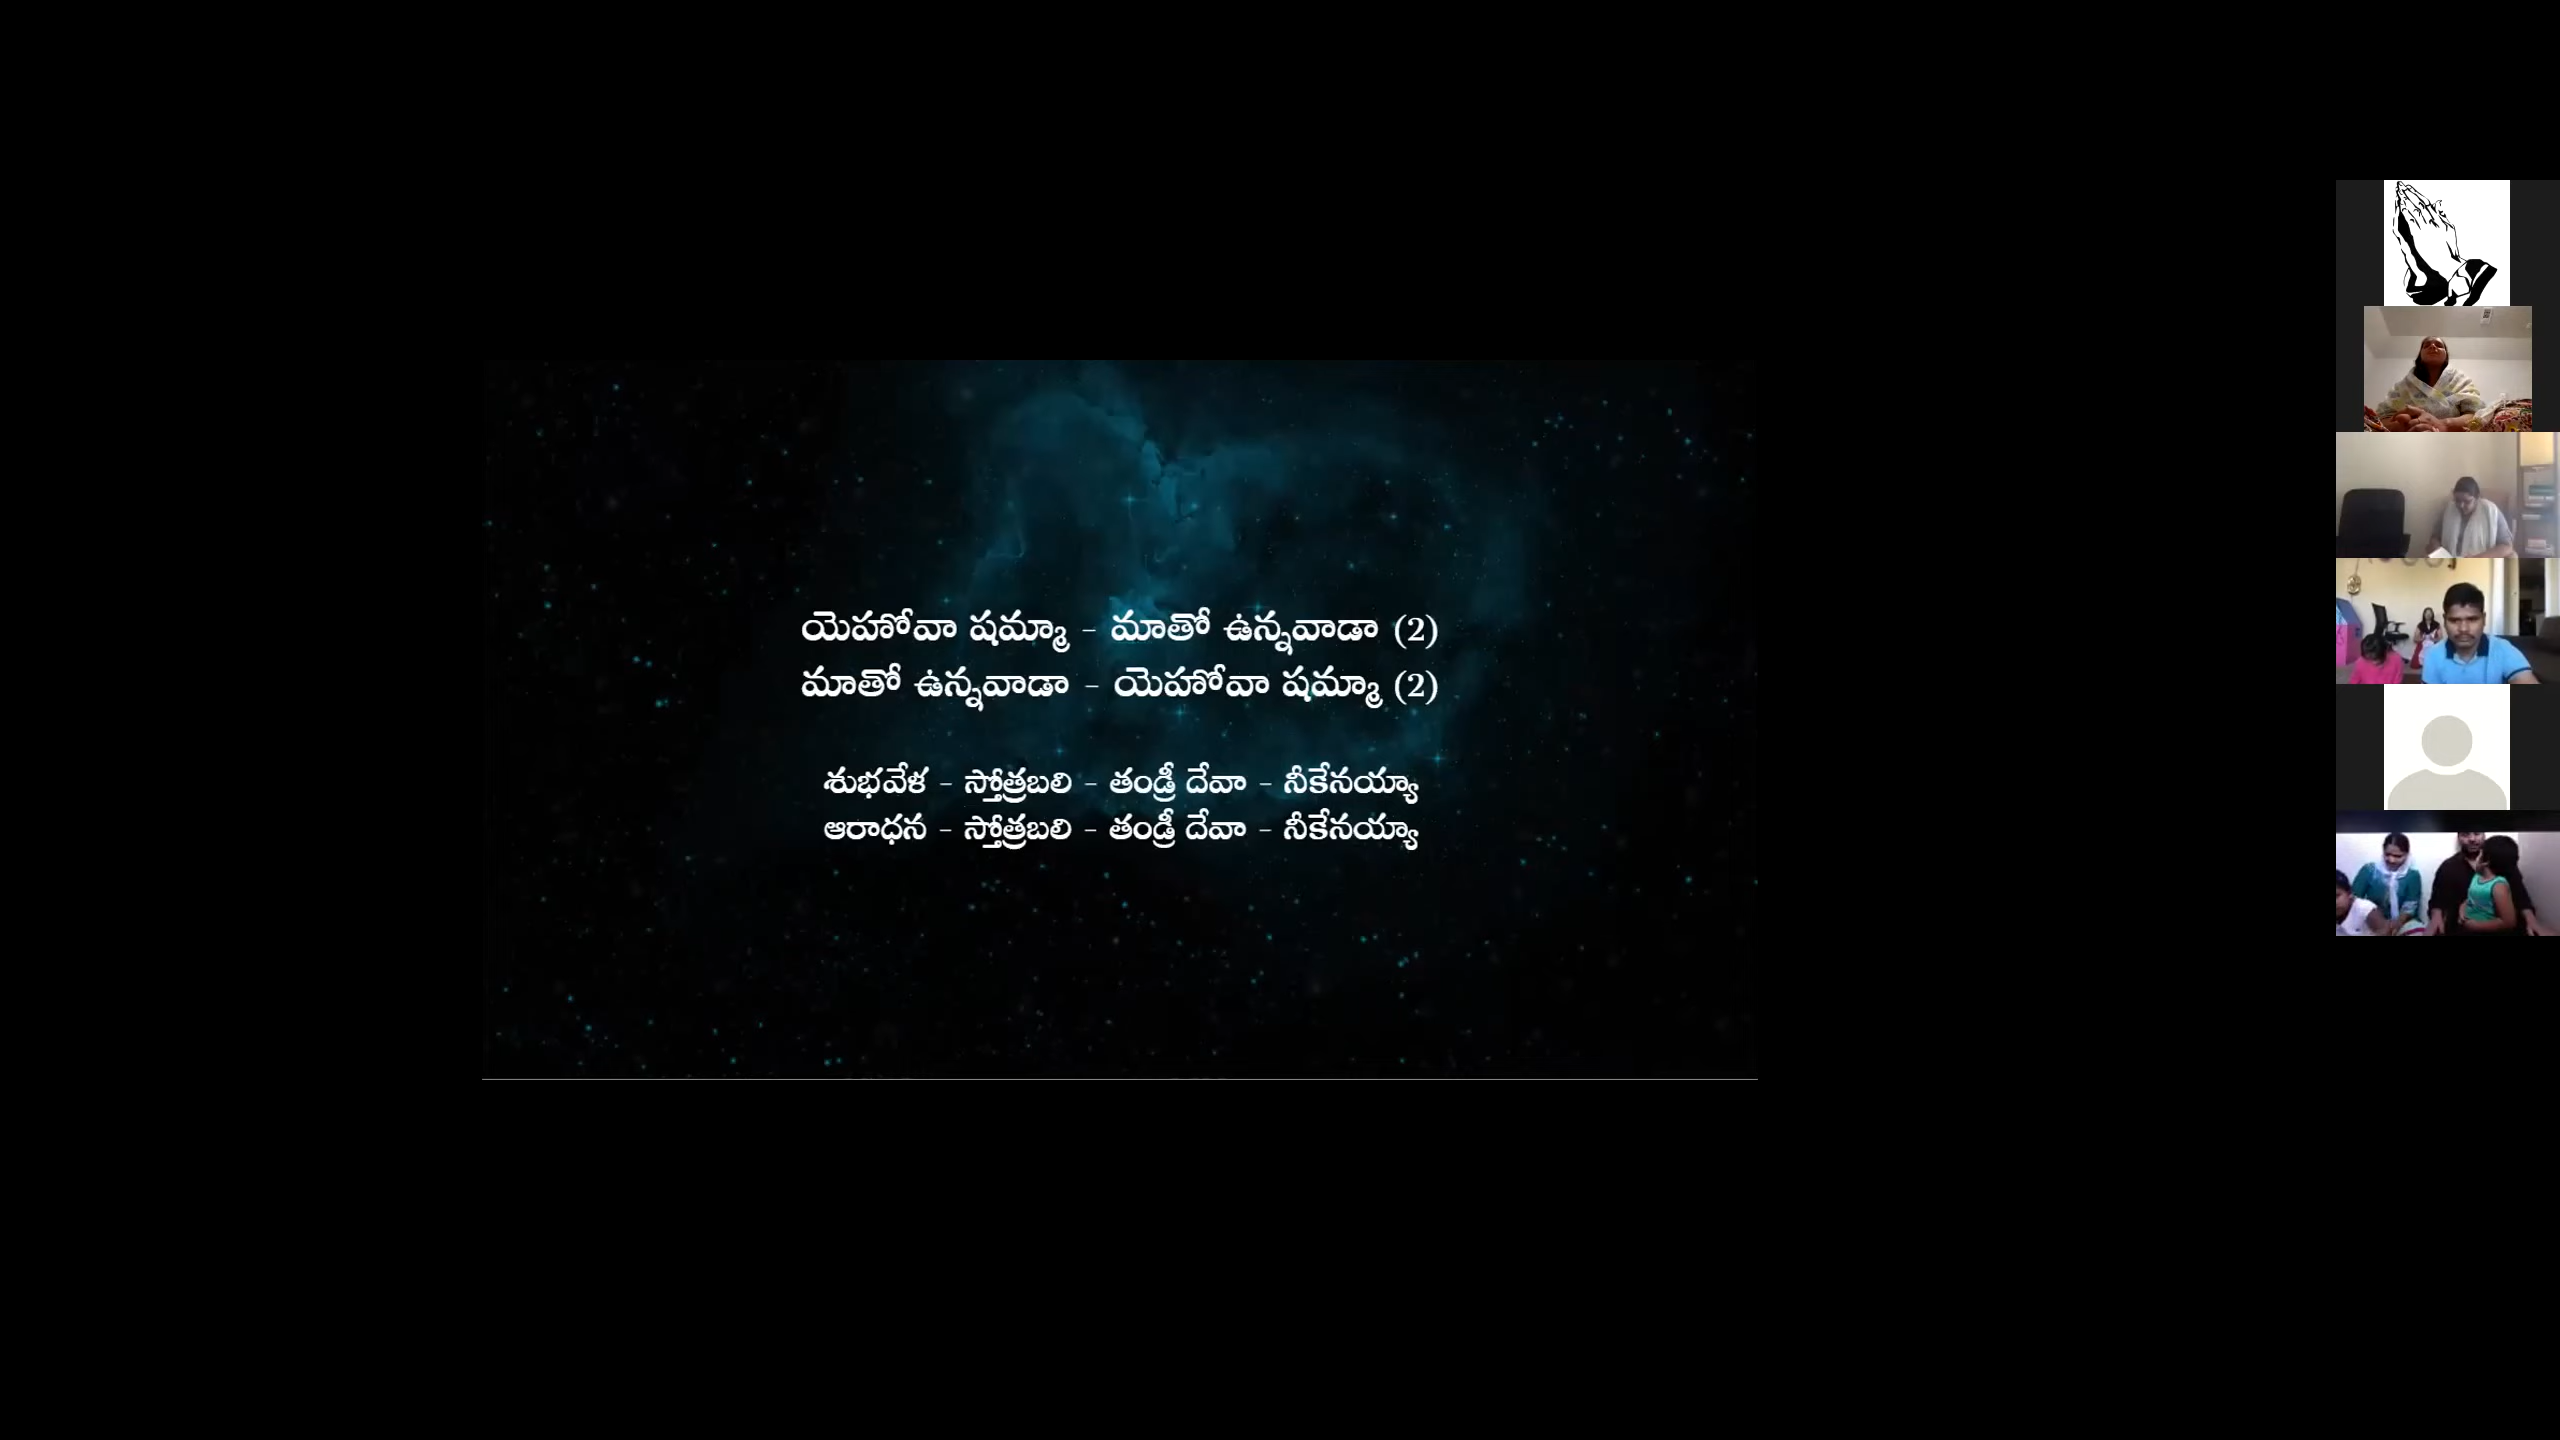 యెహోవా షమ్మా - మాతో ఉన్నవాడా (2)
మాతో ఉన్నవాడా - యెహోవా షమ్మా (2)
శుభవేళ - స్తోత్రబలి - తండ్రీ దేవా - నీకేనయ్యా
ఆరాధన - స్తోత్రబలి - తండ్రీ దేవా - నీకేనయ్యా